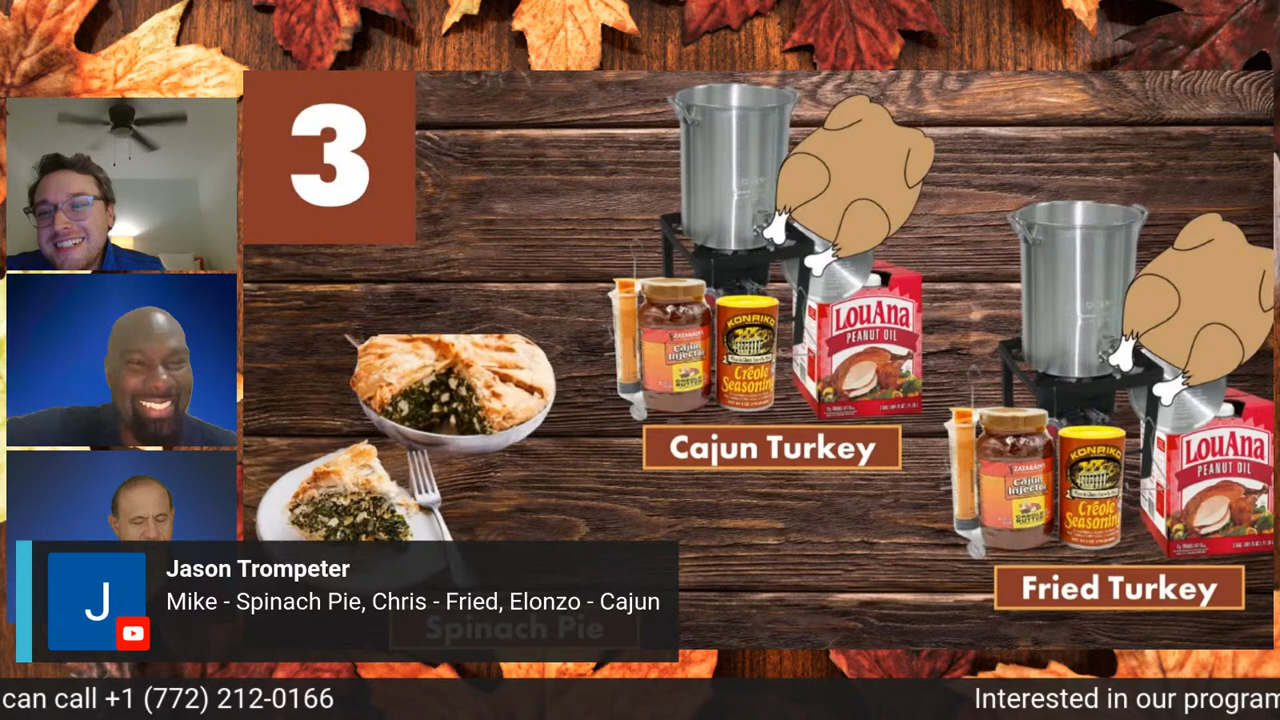 3
LouAna
PEANUT OIL
ZATARAIN'S
Cajun
Injector
KONRIKO
Creole
Seasoning
Cajun Turkey
LouAna
PEANUT OIL
ZATARAIN'S
Cajun
Injector
KONRIKO
Creole
Seasoning
Fried Turkey
Spinach Pie
J
Jason Trompeter
Mike - Spinach Pie, Chris - Fried, Elonzo - Cajun
can call +1 (772) 212-0166
Interested in our program